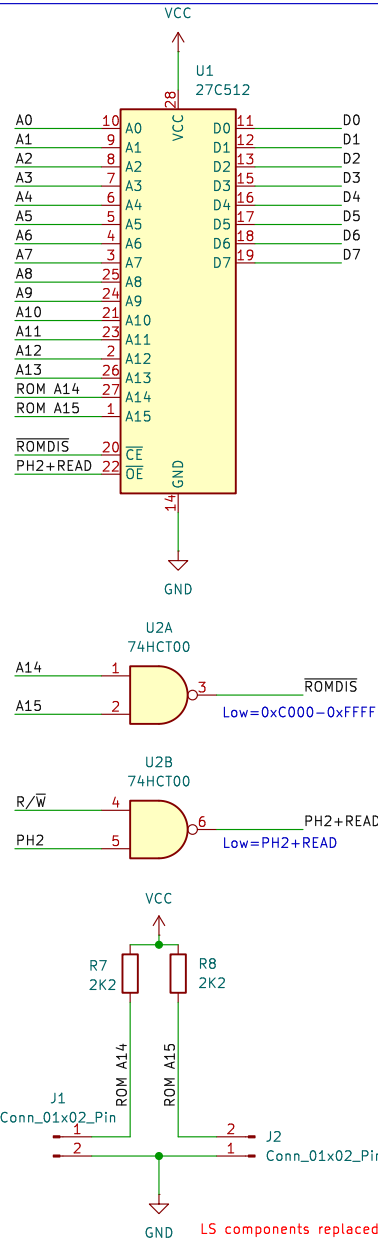 VCC
U1
27C512
28
VCC
A0 10 A0 D0 11 D0
A1 9 A1 D1 12 D1
A2 8 A2 D2 13 D2
A3 7 A3 D3 15 D3
A4 6 A4 D4 16 D4
A5 5 A5 D5 17 D5
A6 4 A6 D6 18 D6
A7 3 A7 D7 19 D7
A8 25 A8
A9 24 A9
A10 21 A10
A11 23 A11
A12 2 A12
A13 26 A13
ROM A14 27 A14
ROM A15 1 A15
R̅O̅M̅D̅I̅S̅ 20 C̅E̅
PH2+READ 22 O̅E̅
GND
14
GND
U2A
74HCT00
A14 1
3 R̅O̅M̅D̅I̅S̅
A15 2
Low=0xC000-0xFFFF
U2B
74HCT00
R/W̅ 4
6 PH2+READ
PH2 5
Low=PH2+READ
VCC
R7 R8
2K2 2K2
ROM A14 ROM A15
J1
Conn_01x02_Pin
1 2 J2
2 1 Conn_01x02_Pin
GND
LS components replaced